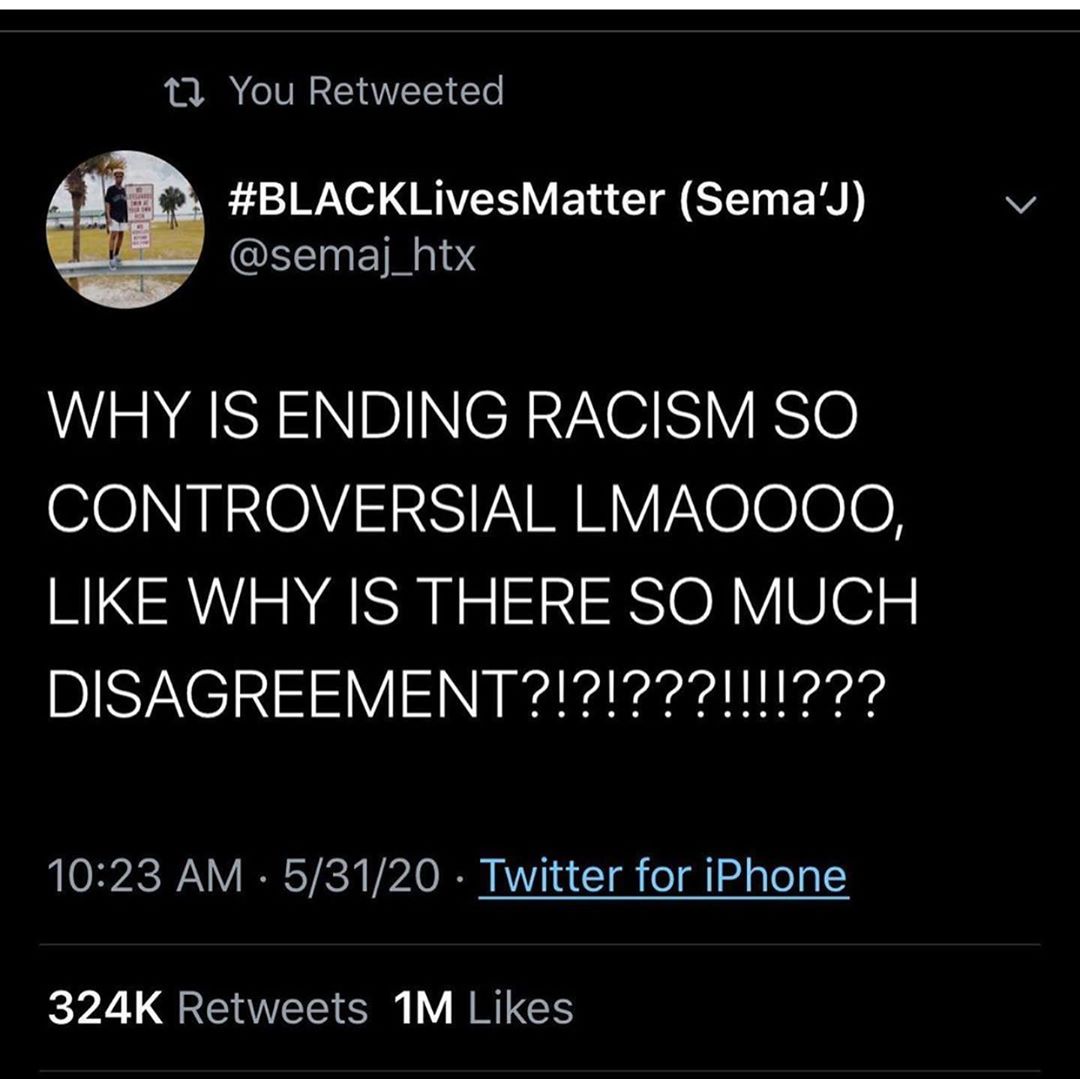 You Retweeted
#BLACKLivesMatter (Sema'J)
@semaj_htx
WHY IS ENDING RACISM SO
CONTROVERSIAL LMAOOOO,
LIKE WHY IS THERE SO MUCH
DISAGREEMENT?!?!???!!!!???
10:23 AM · 5/31/20 · Twitter for iPhone
324K Retweets 1M Likes